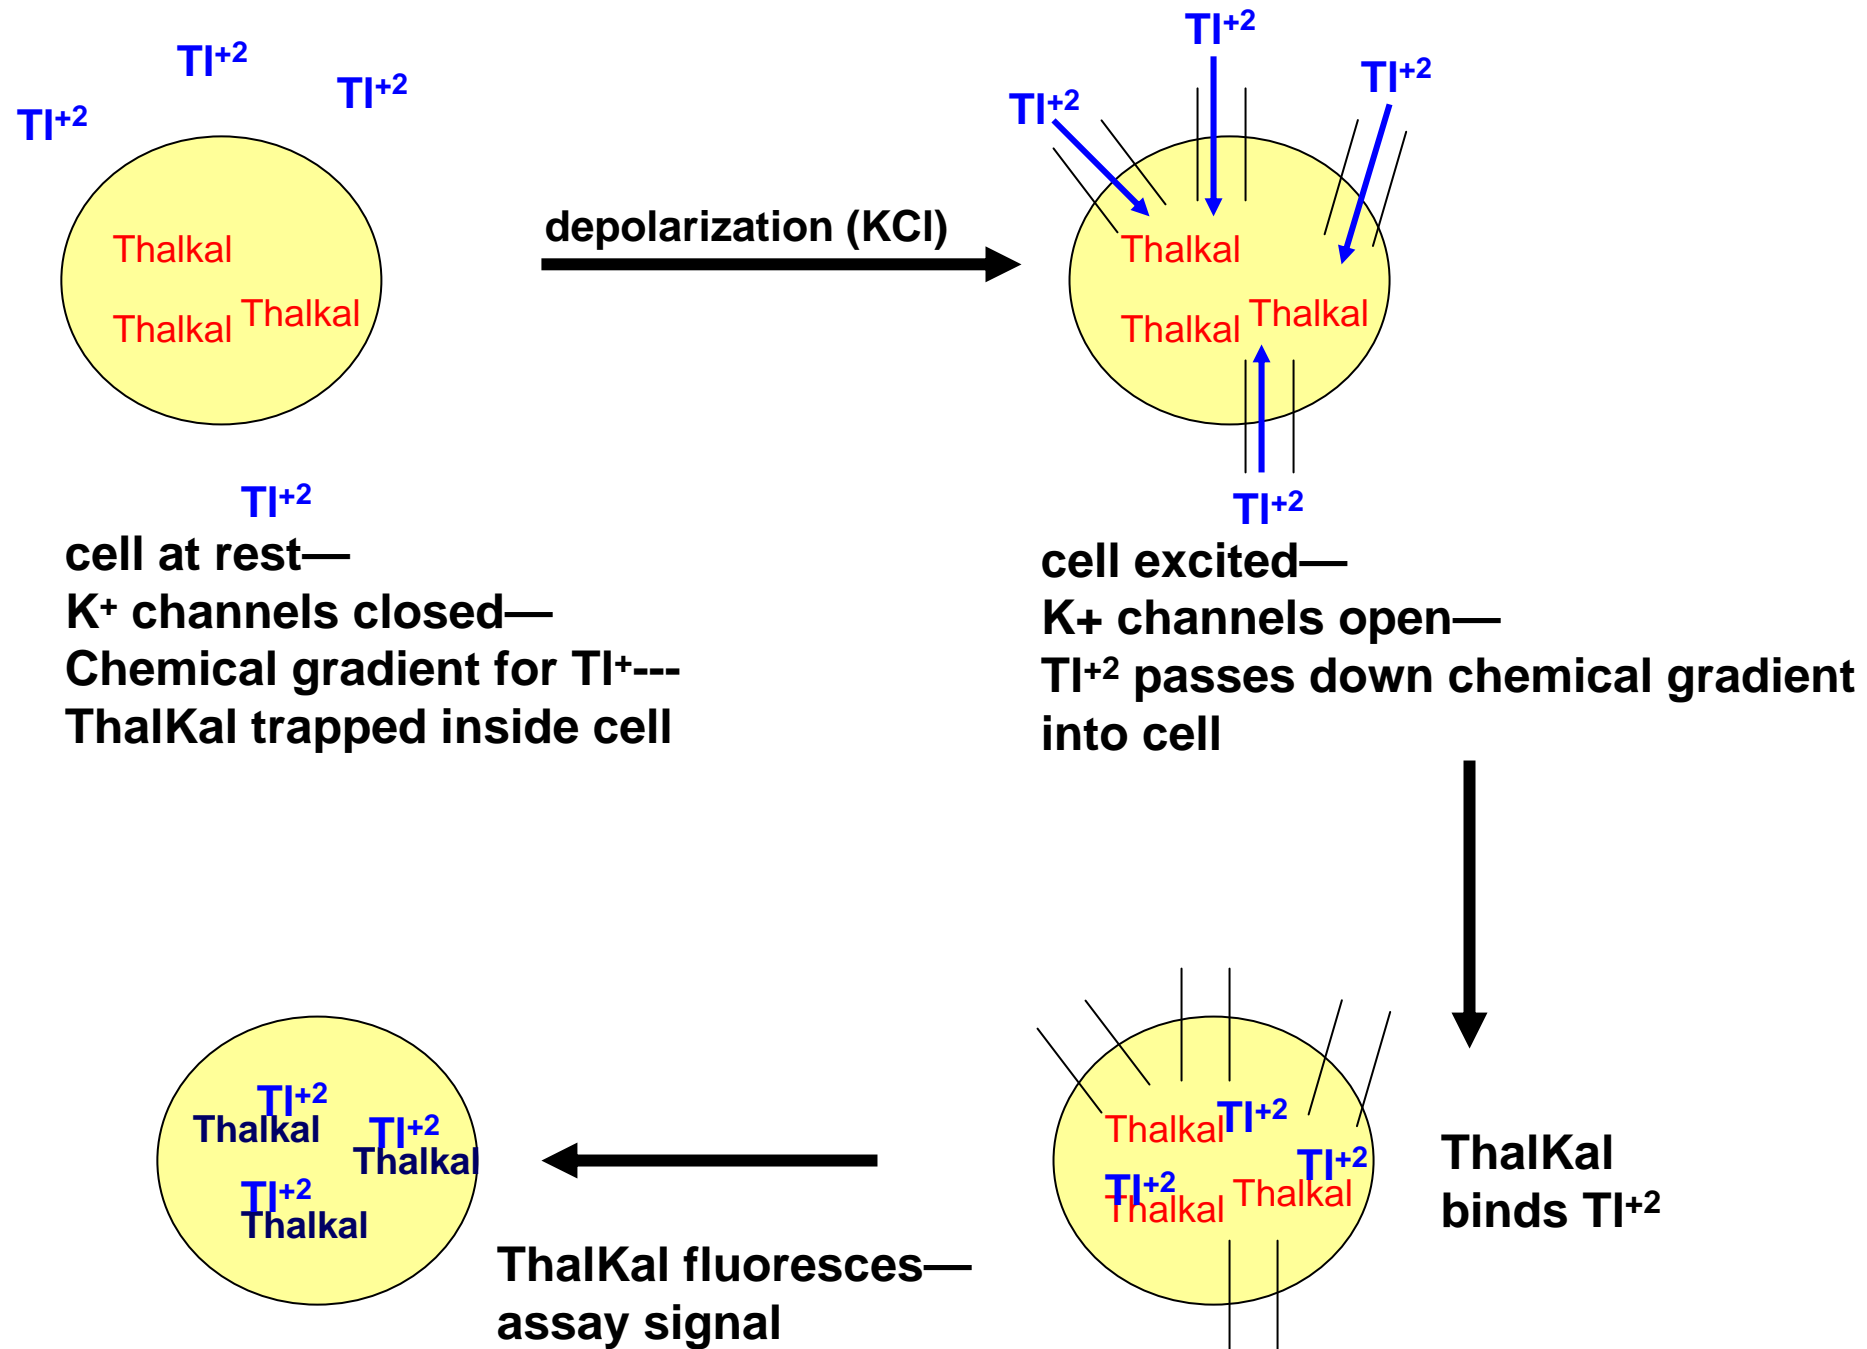 Tl+2
Tl+2
Tl+2
Thalkal
Thalkal
Thalkal
Tl+2
cell at rest—
K+ channels closed—
Chemical gradient for Tl+---
ThalKal trapped inside cell
depolarization (KCl)
Tl+2
Tl+2
Tl+2
Thalkal
Thalkal
Thalkal
Tl+2
cell excited—
K+ channels open—
Tl+2 passes down chemical gradient
into cell
Thalkal
Tl+2
Tl+2
Tl+2
Thalkal
Thalkal
ThalKal
binds Tl+2
ThalKal fluoresces—
assay signal
Tl+2
Thalkal
Tl+2
Thalkal
Tl+2
Thalkal